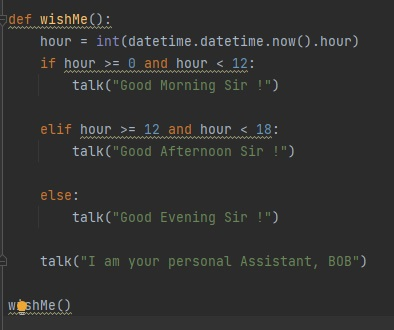 def wishMe():
    hour = int(datetime.datetime.now().hour)
    if hour >= 0 and hour < 12:
        talk("Good Morning Sir !")
    elif hour >= 12 and hour < 18:
        talk("Good Afternoon Sir !")
    else:
        talk("Good Evening Sir !")
    talk("I am your personal Assistant, BOB")
wishMe()